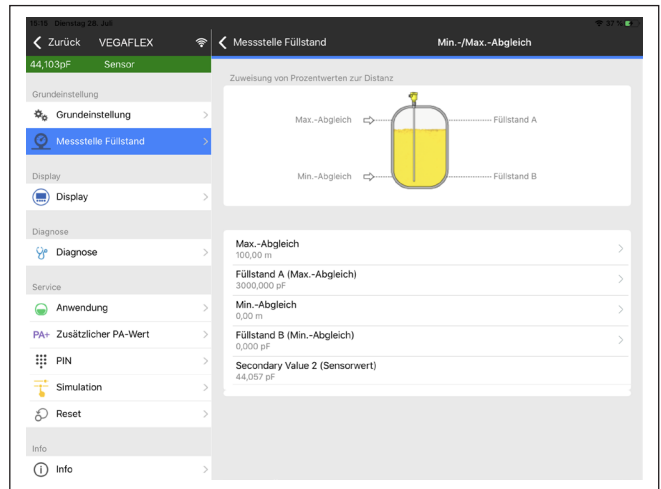 15:15 Dienstag 28. Juli
37 %
Zurück VEGAFLEX
Messstelle Füllstand
Min.-/Max.-Abgleich
44,103pF Sensor
Grundeinstellung
Grundeinstellung
Messstelle Füllstand
Display
Display
Diagnose
Diagnose
Service
Anwendung
PA+ Zusätzlicher PA-Wert
PIN
Simulation
Reset
Info
Info
Zuweisung von Prozentwerten zur Distanz
Max.-Abgleich
Füllstand A
Min.-Abgleich
Füllstand B
Max.-Abgleich
100,00 m
Füllstand A (Max.-Abgleich)
3000,000 pF
Min.-Abgleich
0,00 m
Füllstand B (Min.-Abgleich)
0,000 pF
Secondary Value 2 (Sensorwert)
44,057 pF